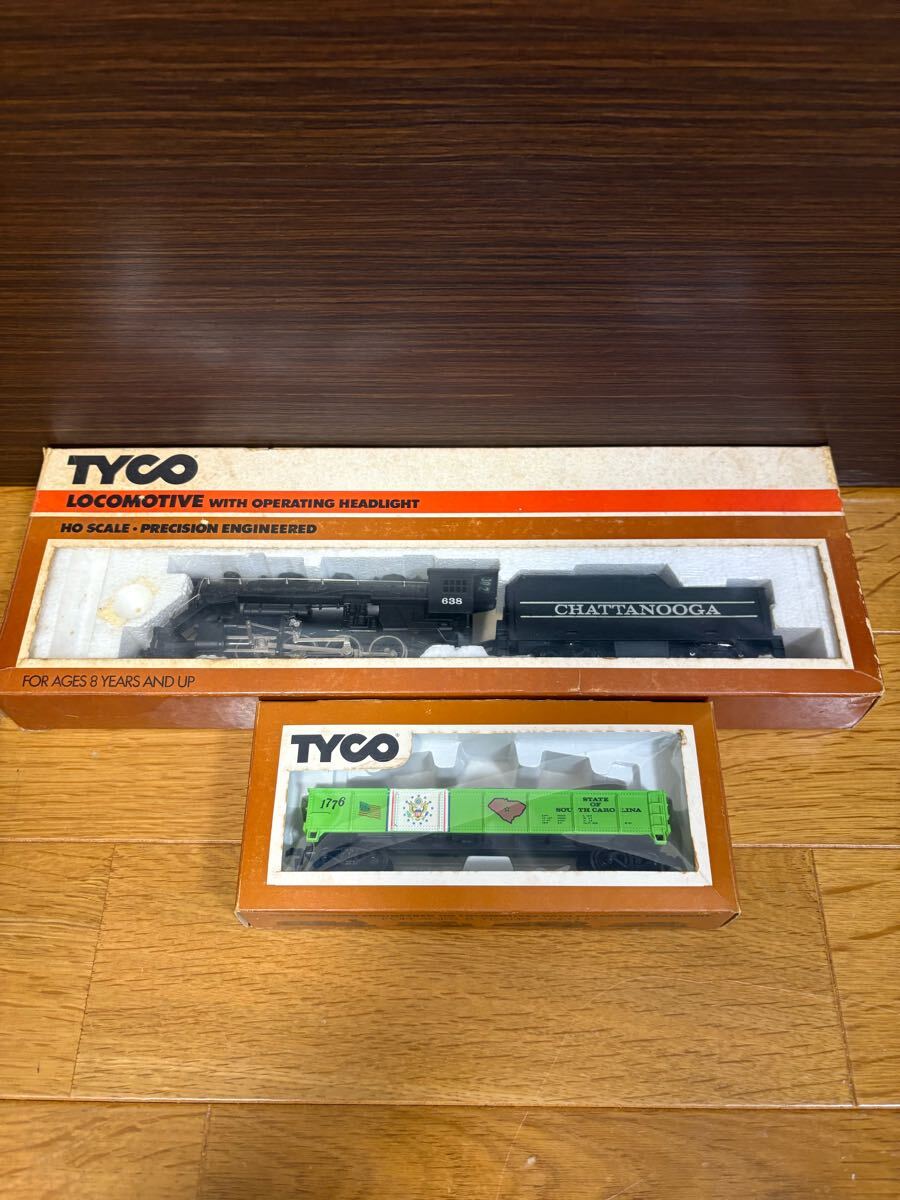 TYCO
LOCOMOTIVE WITH OPERATING HEADLIGHT
HO SCALE • PRECISION ENGINEERED
638
CHATTANOOGA
FOR AGES 8 YEARS AND UP
TYCO
1776
STATE
OF
SOUTH CAROLINA